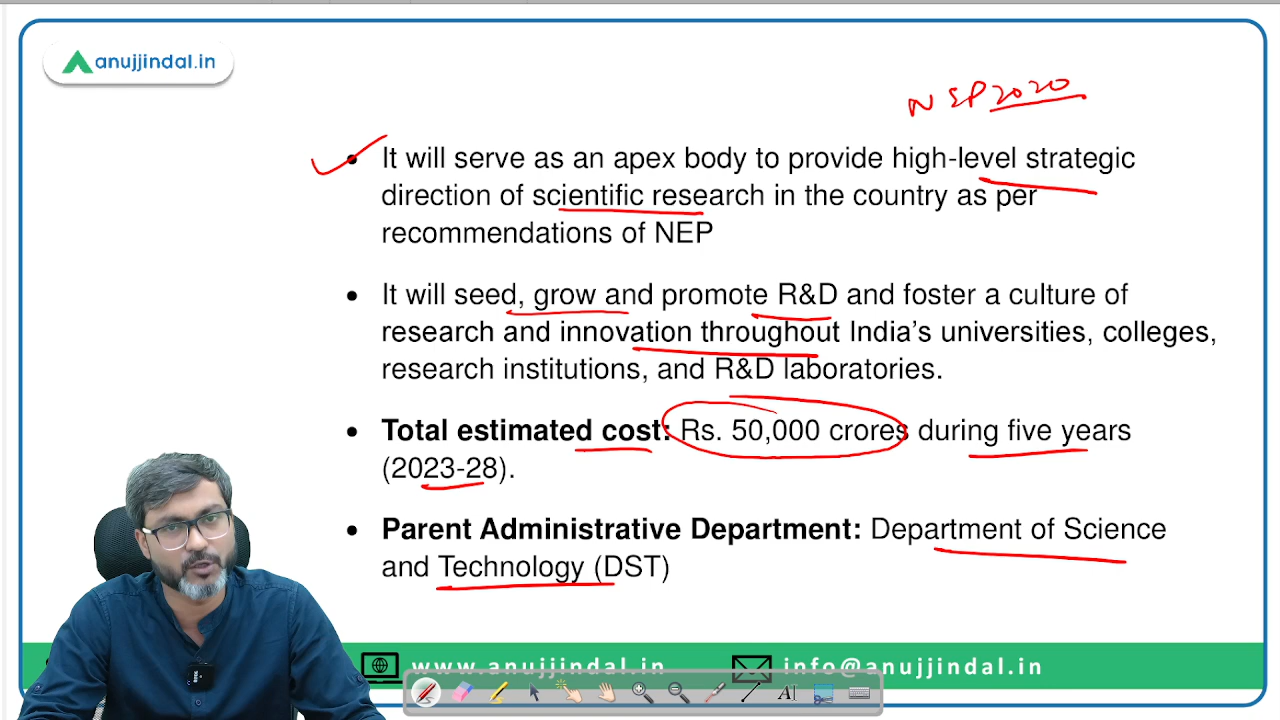 anujjindal.in
NEP 2020
It will serve as an apex body to provide high-level strategic
direction of scientific research in the country as per
recommendations of NEP
It will seed, grow and promote R&D and foster a culture of
research and innovation throughout India's universities, colleges,
research institutions, and R&D laboratories.
Total estimated cost: Rs. 50,000 crores during five years
(2023-28).
Parent Administrative Department: Department of Science
and Technology (DST)
www.anujjindal.in info@anujjindal.in
AI